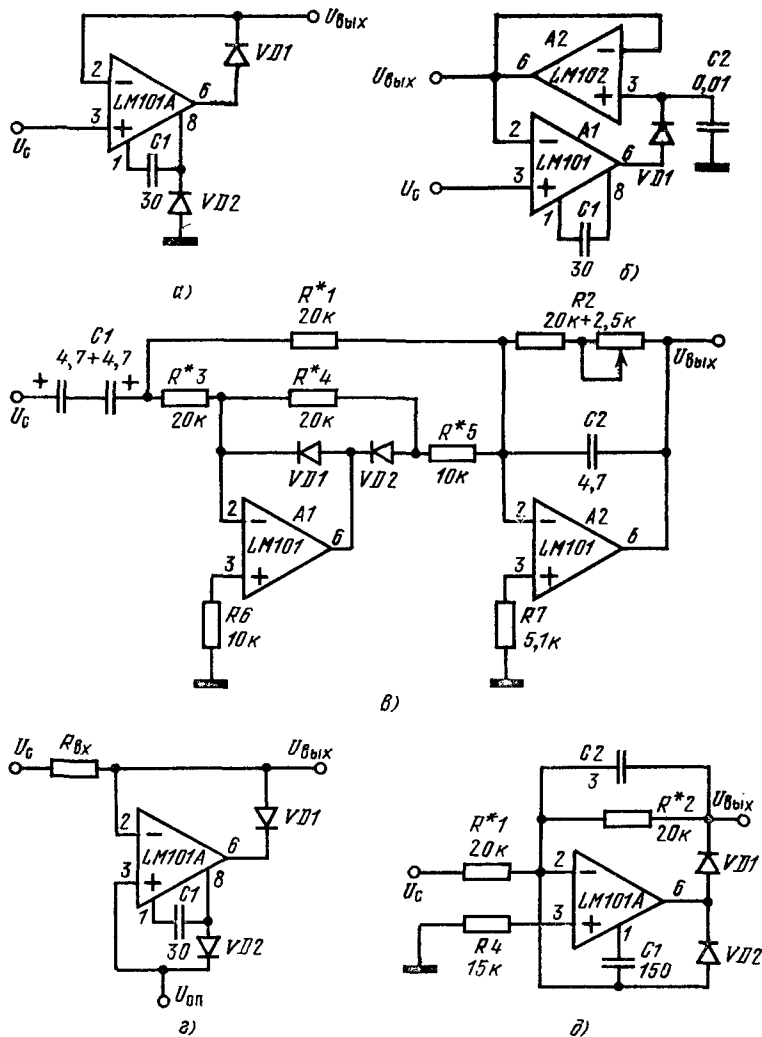 Uвых
VD1
2
LM101A
6
3
8
Uс
1
C1
30
VD2
а)
A2
LM102
6
3
C2
0,01
Uвых
2
A1
LM101
6
VD1
Uс
3
8
1
C1
30
б)
R*1
20к
R2
20к+2,5к
Uвых
C1
4,7+4,7
Uс
R*3
20к
R*4
20к
R*5
10к
C2
4,7
VD1
VD2
2
A1
LM101
6
3
R6
10к
2
A2
LM101
6
3
R7
5,1к
в)
Uс
Rвх
Uвых
VD1
2
LM101A
6
3
8
1
C1
30
VD2
Uоп
г)
C2
3
R*2
20к
Uвых
R*1
20к
Uс
2
LM101A
6
3
VD1
R4
15к
1
C1
150
VD2
д)